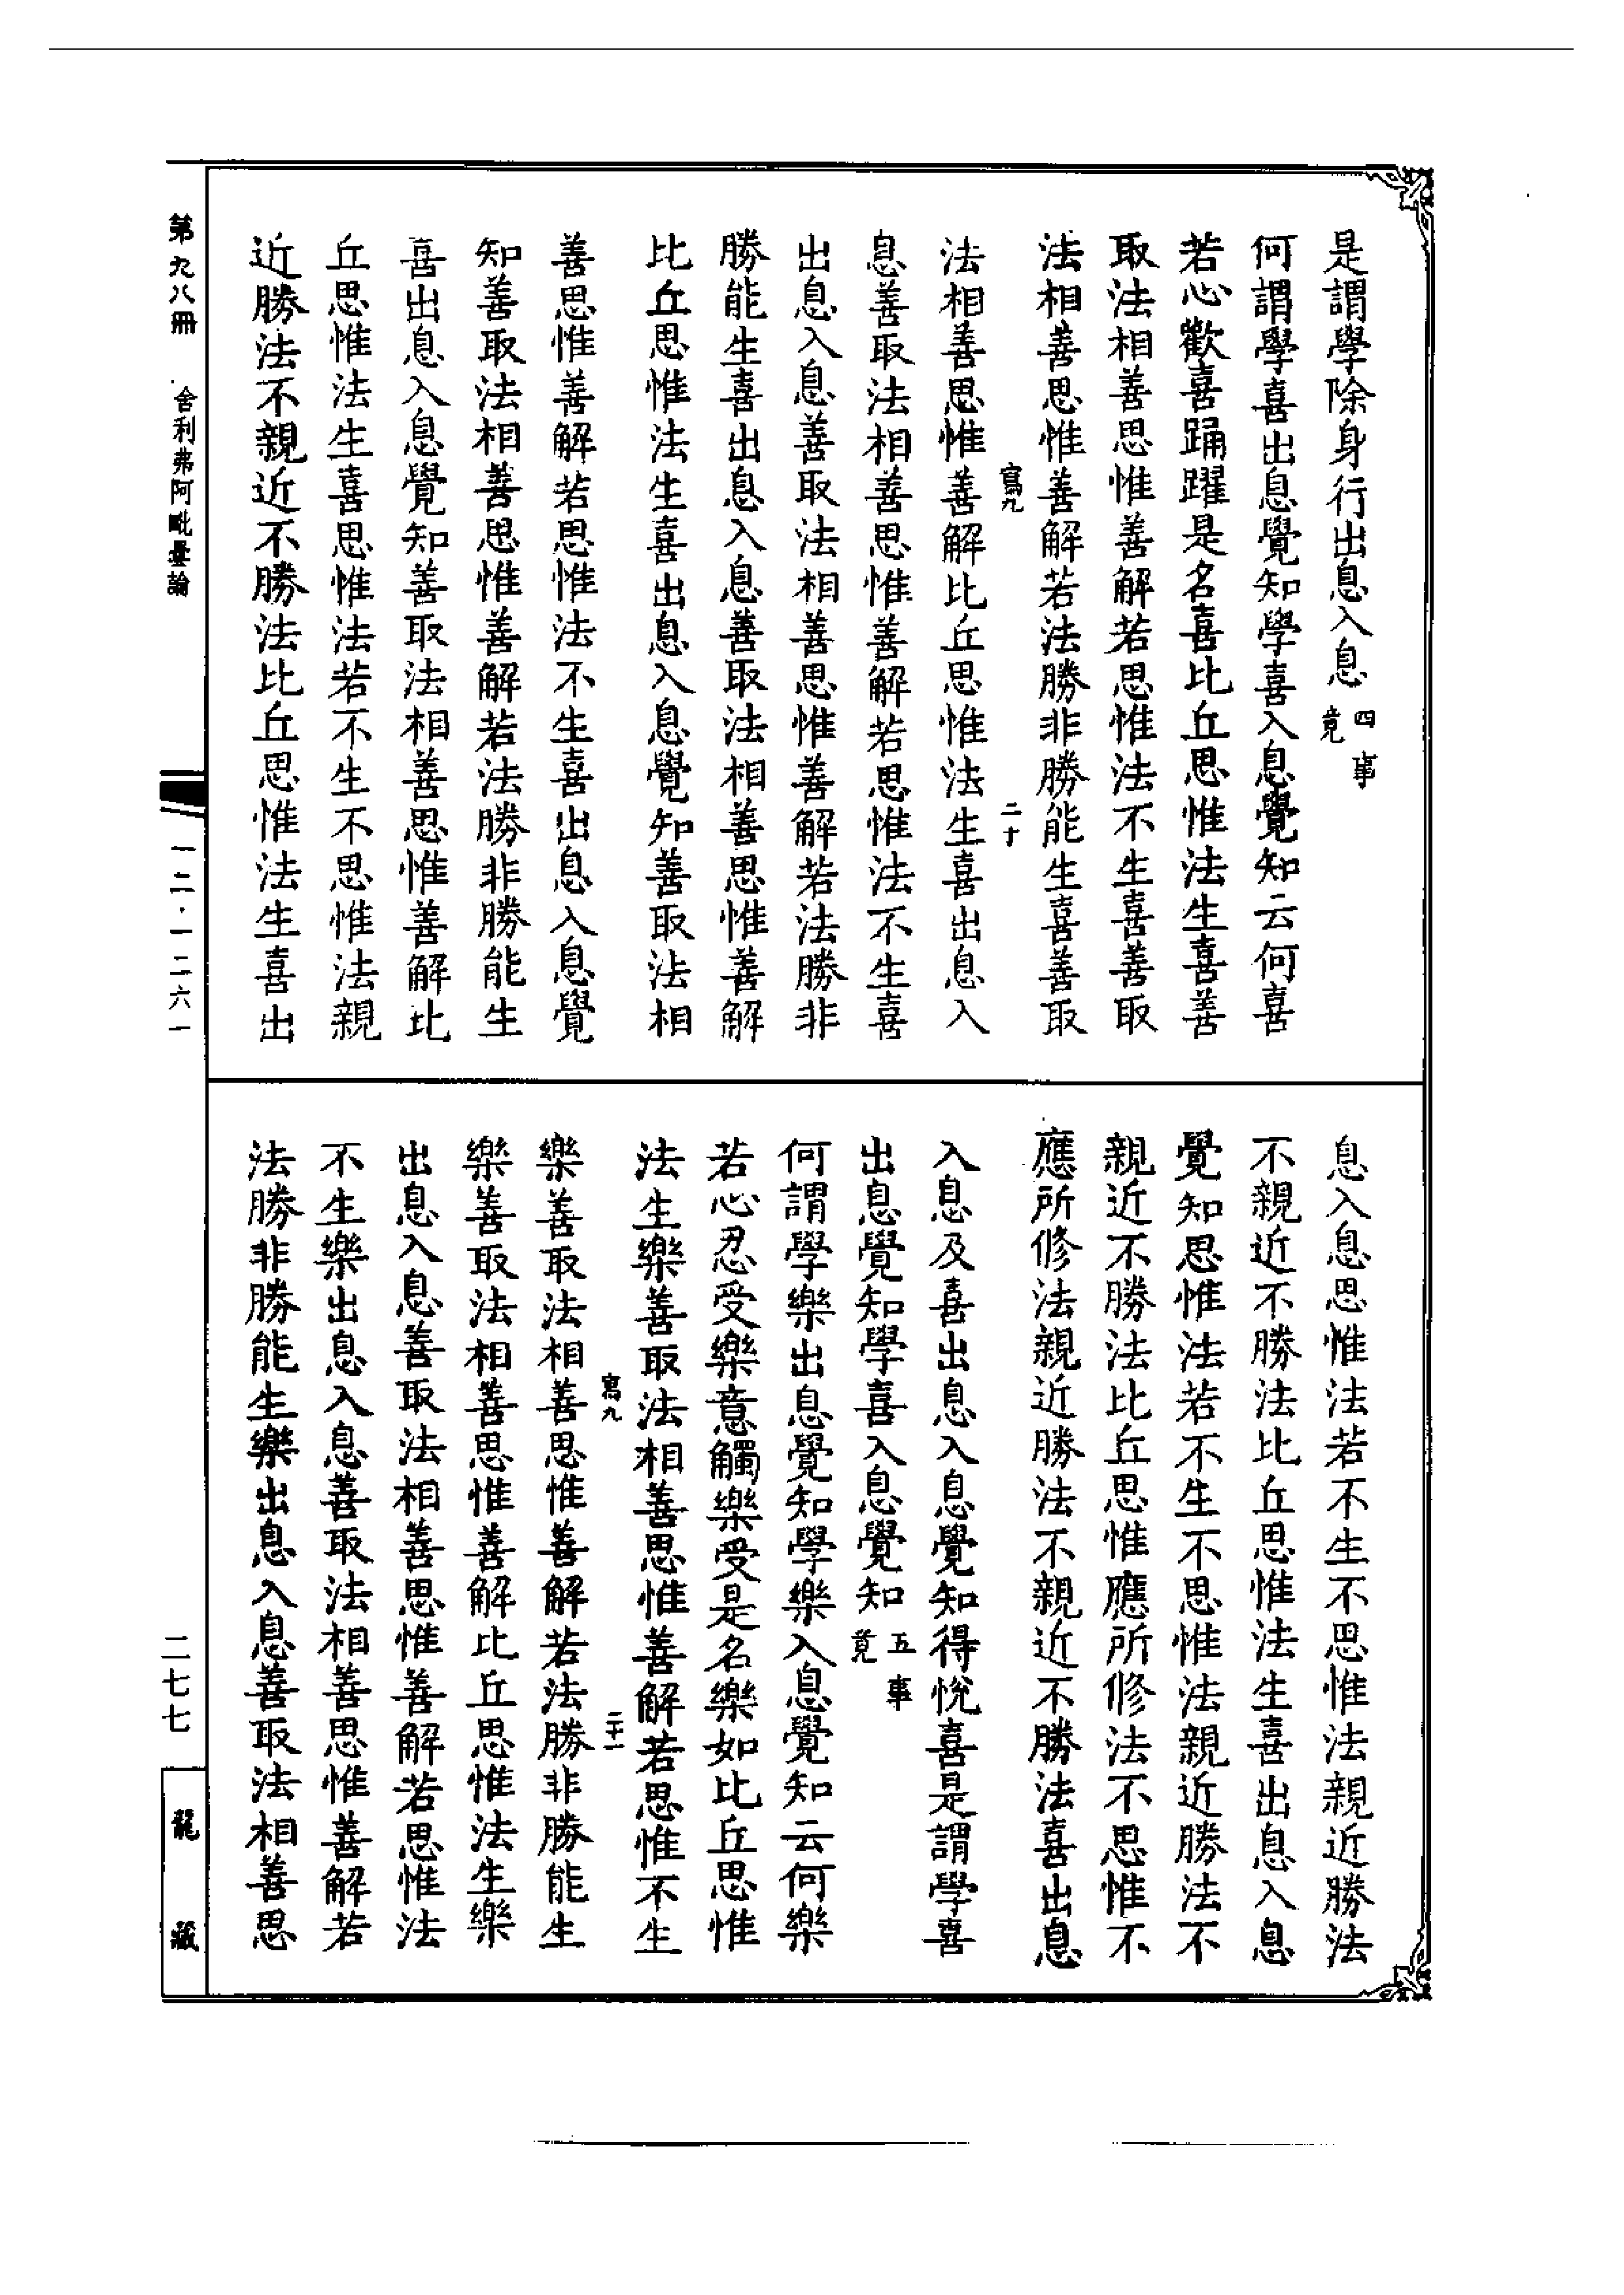 是謂學除身行出息入息四事竟
何謂學喜出息覺知學喜入息覺知云何喜
若心歡喜踊躍是名喜比丘思惟法生喜善
取法相善思惟善解若思惟法不生喜善取
法相善思惟善解若法勝非勝能生喜善取
寫九 二十
法相善思惟善解比丘思惟法生喜出息入
息善取法相善思惟善解若思惟法不生喜
出息入息善取法相善思惟善解若法勝非
勝能生喜出息入息善取法相善思惟善解
比丘思惟法生喜出息入息覺知善取法相
善思惟善解若思惟法不生喜出息入息覺
知善取法相善思惟善解若法勝非勝能生
喜出息入息覺知善取法相善思惟善解比
丘思惟法生喜思惟法若不生不思惟法親
近勝法不親近不勝法比丘思惟法生喜出
息入息思惟法若不生不思惟法親近勝法
不親近不勝法比丘思惟法生喜出息入息
覺知思惟法若不生不思惟法親近勝法不
親近不勝法比丘思惟應所修法不思惟不
應所修法親近勝法不親近不勝法喜出息
入息及喜出息入息覺知得悅喜是謂學喜
出息覺知學喜入息覺知五事竟
何謂學樂出息覺知學樂入息覺知云何樂
若心忍受樂意觸樂受是名樂如比丘思惟
法生樂善取法相善思惟善解若思惟不生
寫九 二十一
樂善取法相善思惟善解若法勝非勝能生
樂善取法相善思惟善解比丘思惟法生樂
出息入息善取法相善思惟善解若思惟法
不生樂出息入息善取法相善思惟善解若
法勝非勝能生樂出息入息善取法相善思
第九八冊 舍利弗阿毗曇論
一二·一二六一
二七七
龍藏